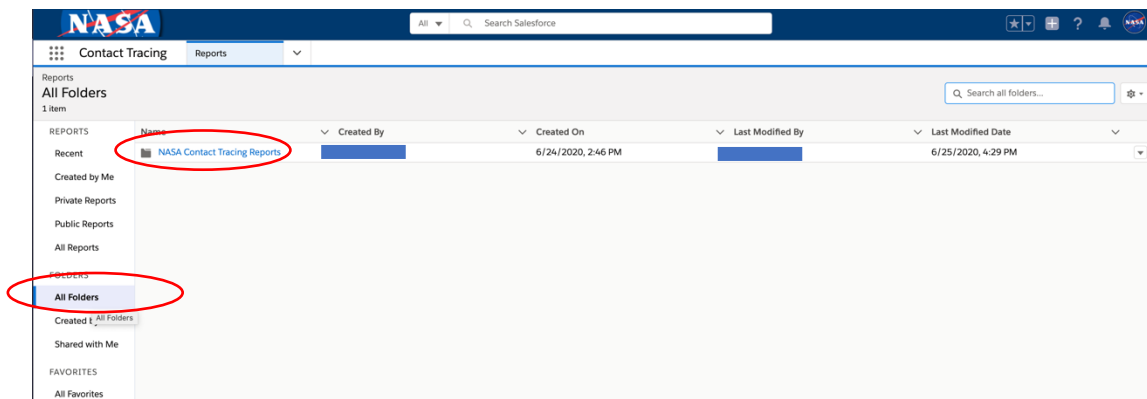 NASA
All
Search Salesforce
NASA
Contact Tracing
Reports
Reports
All Folders
1 item
Search all folders...
REPORTS
Name
Created By
Created On
Last Modified By
Last Modified Date
Recent
NASA Contact Tracing Reports
6/24/2020, 2:46 PM
6/25/2020, 4:29 PM
Created by Me
Private Reports
Public Reports
All Reports
FOLDERS
All Folders
Created
All Folders
Shared with Me
FAVORITES
All Favorites